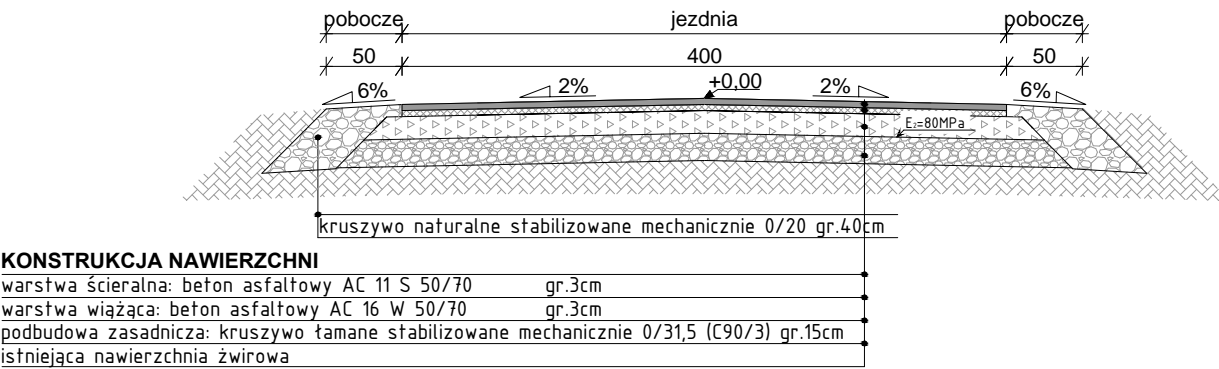 pobocze jezdnia pobocze
50 400 50
6% 2% +0,00 2% 6%
E₂=80MPa
kruszywo naturalne stabilizowane mechanicznie 0/20 gr.40cm
KONSTRUKCJA NAWIERZCHNI
warstwa ścieralna: beton asfaltowy AC 11 S 50/70 gr.3cm
warstwa wiążąca: beton asfaltowy AC 16 W 50/70 gr.3cm
podbudowa zasadnicza: kruszywo łamane stabilizowane mechanicznie 0/31,5 (C90/3) gr.15cm
istniejąca nawierzchnia żwirowa